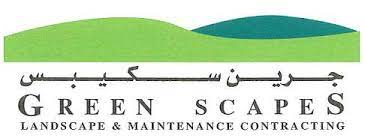 جرين سكيبس
GREEN SCAPES
LANDSCAPE & MAINTENANCE CONTRACTING